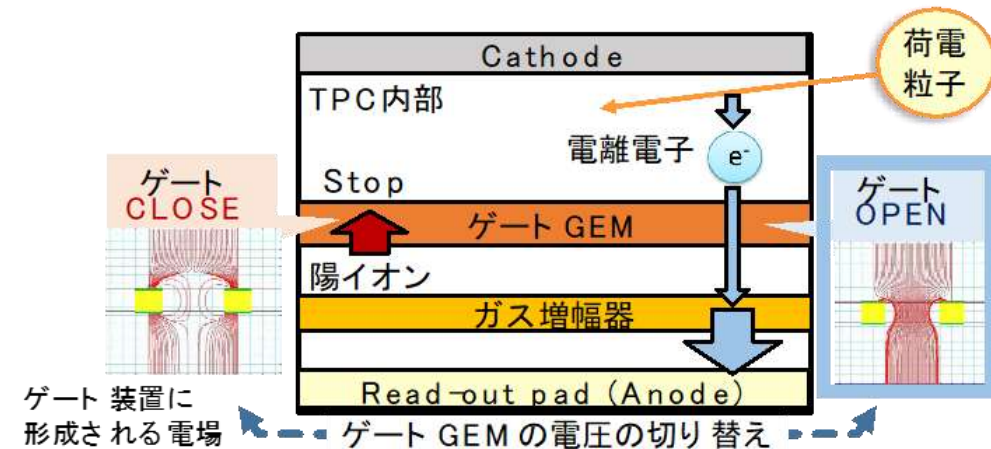 Cathode
荷電
粒子
TPC内部
電離電子
e⁻
Stop
ゲート
CLOSE
ゲート
OPEN
ゲート GEM
陽イオン
ガス増幅器
Read-out pad (Anode)
ゲート 装置に
形成される電場
ゲート GEM の電圧の切り替え